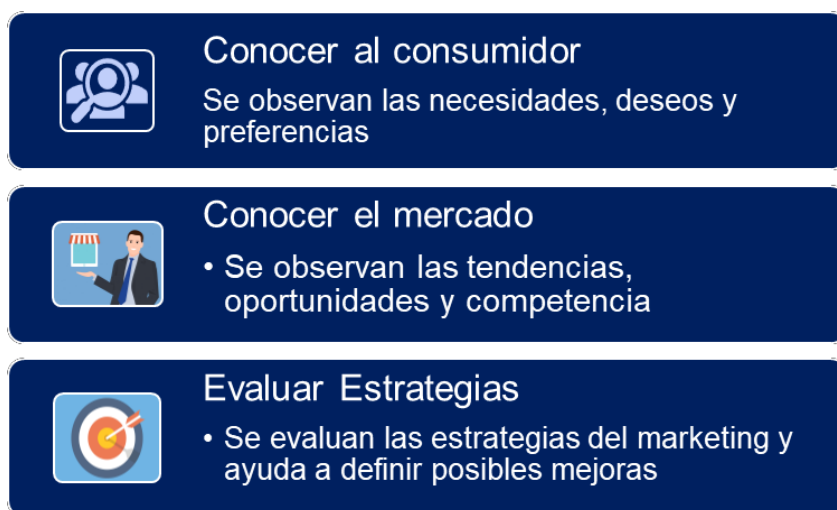 Conocer al consumidor
Se observan las necesidades, deseos y
preferencias
Conocer el mercado
• Se observan las tendencias,
oportunidades y competencia
Evaluar Estrategias
• Se evaluan las estrategias del marketing y
ayuda a definir posibles mejoras